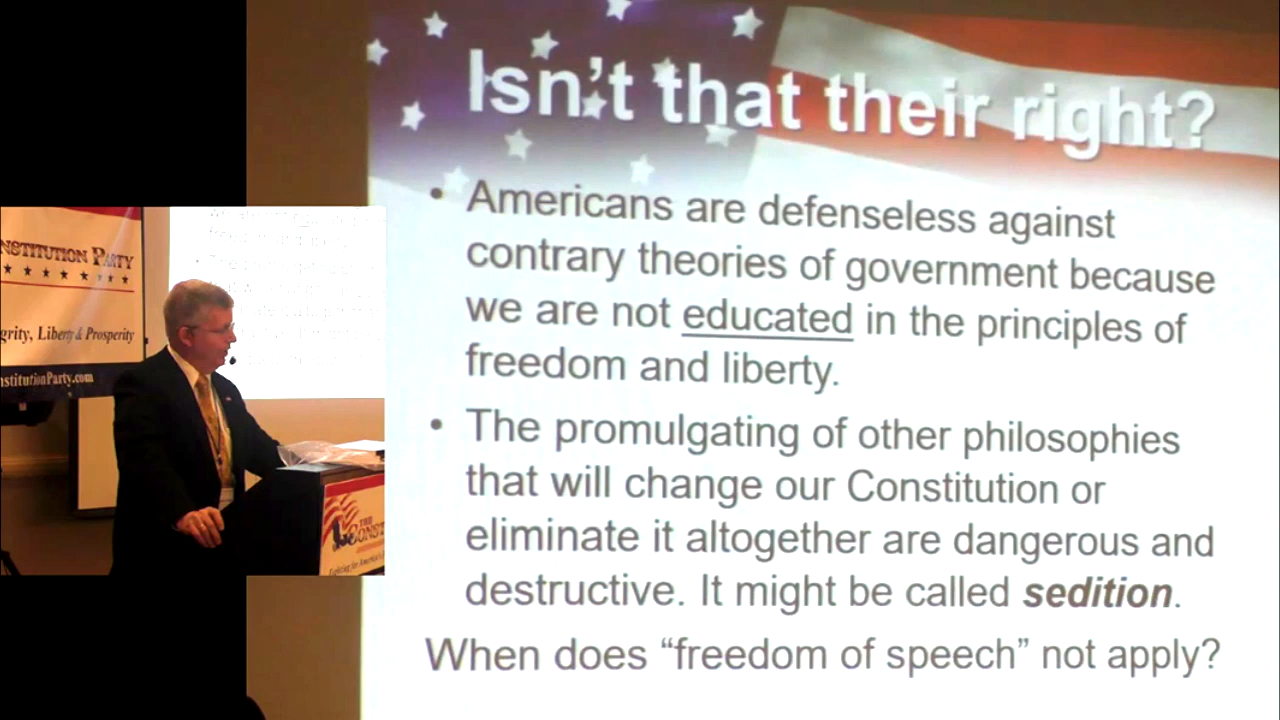 Isn't that their right?
• Americans are defenseless against
contrary theories of government because
we are not educated in the principles of
freedom and liberty.
• The promulgating of other philosophies
that will change our Constitution or
eliminate it altogether are dangerous and
destructive. It might be called sedition.
When does “freedom of speech” not apply?
NSTITUTION PARTY
grity, Liberty & Prosperity
nstitutionParty.com
THE
CONST